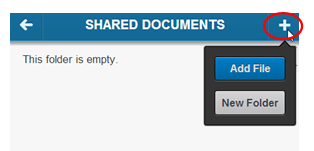 SHARED DOCUMENTS
This folder is empty.
Add File
New Folder